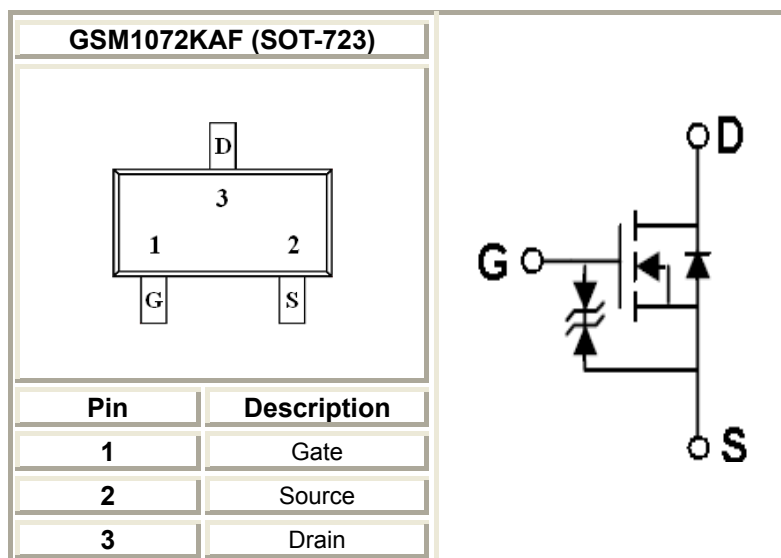 GSM1072KAF (SOT-723)
D
3
1 2
G S
Pin Description
1 Gate
2 Source
3 Drain
D
G
S